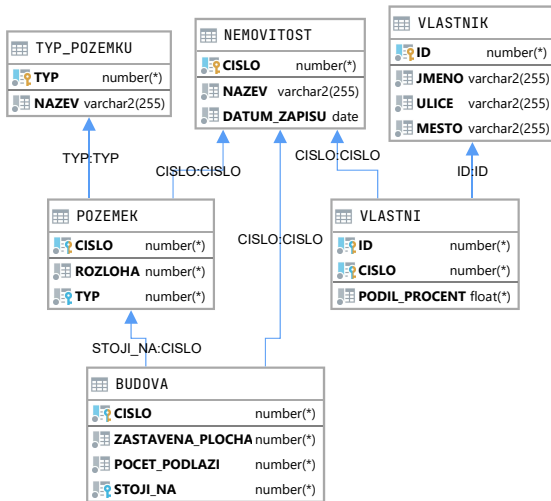 TYP_POZEMKU
TYP number(*)
NAZEV varchar2(255)
NEMOVITOST
CISLO number(*)
NAZEV varchar2(255)
DATUM_ZAPISU date
VLASTNIK
ID number(*)
JMENO varchar2(255)
ULICE varchar2(255)
MESTO varchar2(255)
TYP:TYP
CISLO:CISLO
CISLO:CISLO
ID:ID
POZEMEK
CISLO number(*)
ROZLOHA number(*)
TYP number(*)
CISLO:CISLO
VLASTNI
ID number(*)
CISLO number(*)
PODIL_PROCENT float(*)
STOJI_NA:CISLO
BUDOVA
CISLO number(*)
ZASTAVENA_PLOCHA number(*)
POCET_PODLAZI number(*)
STOJI_NA number(*)